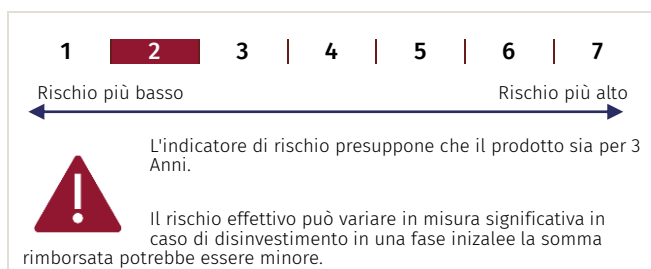 1 2 3 4 5 6 7
Rischio più basso Rischio più alto
L'indicatore di rischio presuppone che il prodotto sia per 3
Anni.
Il rischio effettivo può variare in misura significativa in
caso di disinvestimento in una fase inizalee la somma
rimborsata potrebbe essere minore.